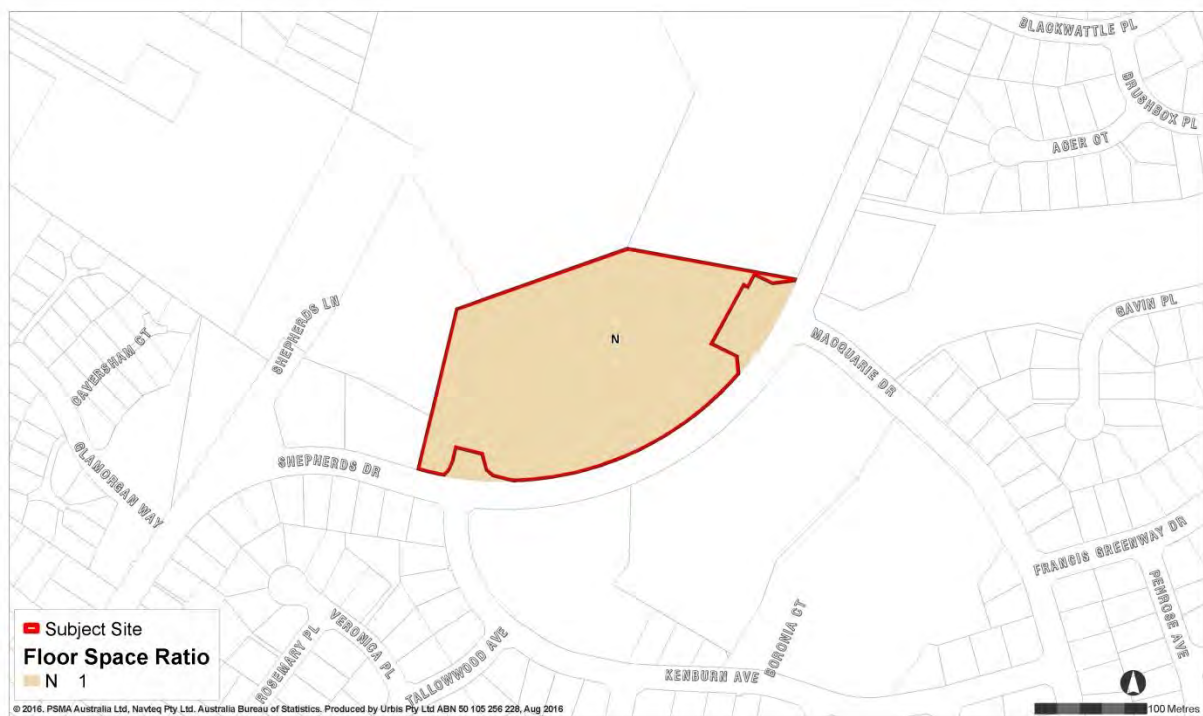 BLACKWATTLE PL
BRUSHBOX PL
AGER CT
GAVIN PL
SHEPHERDS LN
N
CAVERSHAM CT
MACQUARIE DR
GLAMORGAN WAY
SHEPHERDS DR
FRANCIS GREENWAY DR
PENROSE AVE
VERONICA PL
ROSEMARY PL
TALLOWWOOD AVE
BORONIA CT
KENBURN AVE
Subject Site
Floor Space Ratio
N 1
100 Metres
© 2016. PSMA Australia Ltd, Navteq Pty Ltd. Australia Bureau of Statistics. Produced by Urbis Pty Ltd ABN 50 105 256 228, Aug 2016